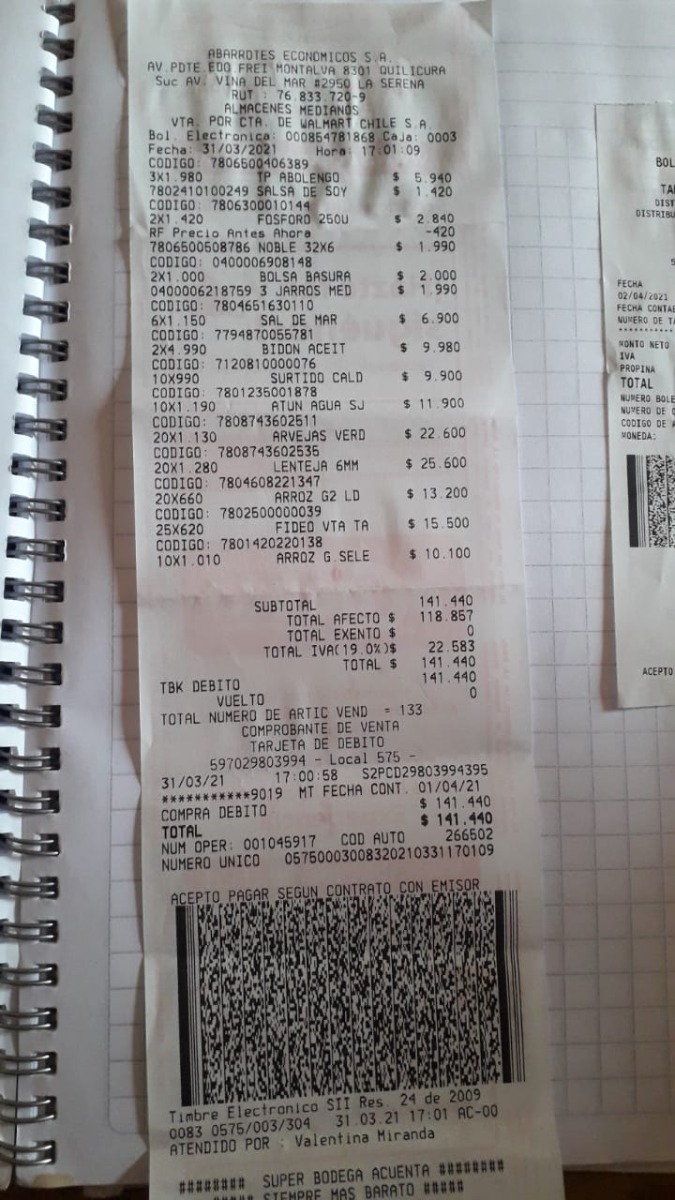 ABARROTES ECONOMICOS S.A.
AV.PDTE.EDO FREI MONTALVA 8301 QUILICURA
Suc AV. VINA DEL MAR #2950 LA SERENA
RUT : 76.833.720-9
ALMACENES MEDIANOS
VTA. POR CTA. DE WALMART CHILE S.A.
Bol. Electronica: 000854781868 Caja: 0003
Fecha: 31/03/2021 Hora: 17:01:09
CODIGO: 7806500406389
3X1.980 TP ABOLENGO $ 5.940
7802410100249 SALSA DE SOY $ 1.420
CODIGO: 7806300010144
2X1.420 FOSFORO 250U $ 2.840
RF Precio Antes Ahora -420
7806500508786 NOBLE 32X6 $ 1.990
CODIGO: 0400006908148
2X1.000 BOLSA BASURA $ 2.000
0400006218759 3 JARROS MED $ 1.990
CODIGO: 7804651630110
6X1.150 SAL DE MAR $ 6.900
CODIGO: 7794870055781
2X4.990 BIDON ACEIT $ 9.980
CODIGO: 7120810000076
10X990 SURTIDO CALD $ 9.900
CODIGO: 7801235001878
10X1.190 ATUN AGUA SJ $ 11.900
CODIGO: 7808743602511
20X1.130 ARVEJAS VERD $ 22.600
CODIGO: 7808743602535
20X1.280 LENTEJA 6MM $ 25.600
CODIGO: 7804608221347
20X660 ARROZ G2 LD $ 13.200
CODIGO: 7802500000039
25X620 FIDEO VTA TA $ 15.500
CODIGO: 7801420220138
10X1.010 ARROZ G.SELE $ 10.100
SUBTOTAL 141.440
TOTAL AFECTO $ 118.857
TOTAL EXENTO $ 0
TOTAL IVA(19.0%)$ 22.583
TOTAL $ 141.440
TBK DEBITO 141.440
VUELTO 0
TOTAL NUMERO DE ARTIC VEND = 133
COMPROBANTE DE VENTA
TARJETA DE DEBITO
597029803994 - Local 575 -
31/03/21 17:00:58 S2PCD29803994395
***********9019 MT FECHA CONT. 01/04/21
COMPRA DEBITO $ 141.440
TOTAL $ 141.440
NUM OPER: 001045917 COD AUTO 266502
NUMERO UNICO 05750003008320210331170109
ACEPTO PAGAR SEGUN CONTRATO CON EMISOR
Timbre Electronico SII Res. 24 de 2009
0083 0575/003/304 31.03.21 17:01 AC-00
ATENDIDO POR : Valentina Miranda
######## SUPER BODEGA ACUENTA ########
##### SIEMPRE MAS BARATO #####
BOL
TA
DIST
DISTRIBU
FECHA
02/04/2021
FECHA CONTA
NUMERO DE T
MONTO NETO
IVA
PROPINA
TOTAL
NUMERO BOLE
NUMERO DE
CODIGO DE
MONEDA:
ACEPTO